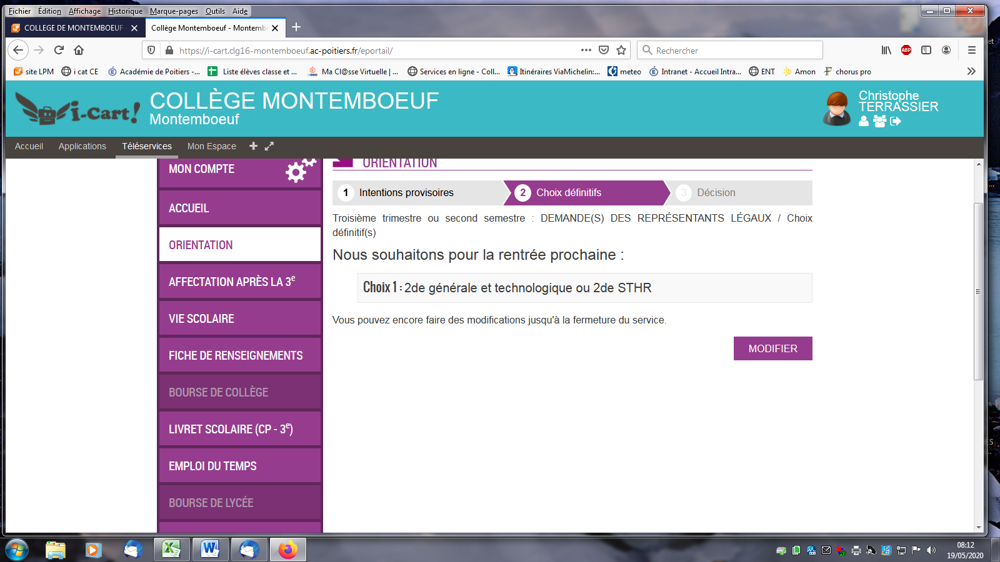 Fichier Édition Affichage Historique Marque-pages Outils Aide
COLLEGE DE MONTEMBOEUF
Collège Montemboeuf - Montemb
https://i-cart.clg16-montemboeuf.ac-poitiers.fr/eportail/
Rechercher
ABP
site LPM i cat CE Académie de Poitiers -... Liste élèves classe et ... Ma Cl@sse Virtuelle | ... Services en ligne - Coll... Itinéraires ViaMichelin:... meteo Intranet - Accueil Intra... ENT Amon chorus pro
i-Cart!
COLLÈGE MONTEMBOEUF
Montemboeuf
Christophe
TERRASSIER
Accueil Applications Téléservices Mon Espace
MON COMPTE
ACCUEIL
ORIENTATION
AFFECTATION APRÈS LA 3e
VIE SCOLAIRE
FICHE DE RENSEIGNEMENTS
BOURSE DE COLLÈGE
LIVRET SCOLAIRE (CP - 3e)
EMPLOI DU TEMPS
BOURSE DE LYCÉE
ORIENTATION
1 Intentions provisoires 2 Choix définitifs 3 Décision
Troisième trimestre ou second semestre : DEMANDE(S) DES REPRÉSENTANTS LÉGAUX / Choix
définitif(s)
Nous souhaitons pour la rentrée prochaine :
Choix 1 : 2de générale et technologique ou 2de STHR
Vous pouvez encore faire des modifications jusqu'à la fermeture du service.
MODIFIER
08:12
19/05/2020